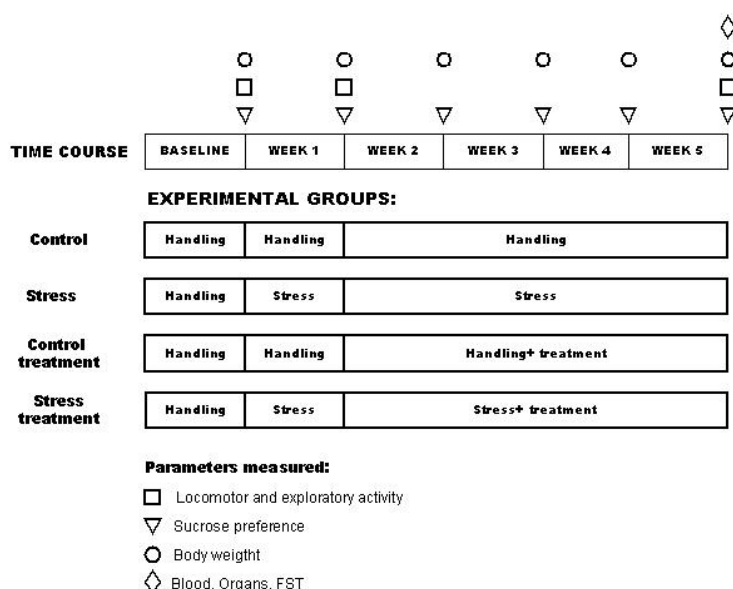 TIME COURSE BASELINE WEEK 1 WEEK 2 WEEK 3 WEEK 4 WEEK 5
EXPERIMENTAL GROUPS:
Control Handling Handling Handling
Stress Handling Stress Stress
Control
treatment Handling Handling Handling+ treatment
Stress
treatment Handling Stress Stress+ treatment
Parameters measured:
Locomotor and exploratory activity
Sucrose preference
Body weigtht
Blood, Organs, FST